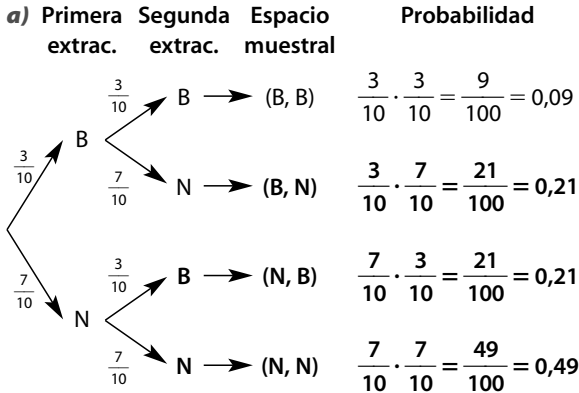 a) Primera extrac. Segunda extrac. Espacio muestral Probabilidad
3/10 B 3/10 B (B, B) 3/10 · 3/10 = 9/100 = 0,09
7/10 N (B, N) 3/10 · 7/10 = 21/100 = 0,21
7/10 N 3/10 B (N, B) 7/10 · 3/10 = 21/100 = 0,21
7/10 N (N, N) 7/10 · 7/10 = 49/100 = 0,49